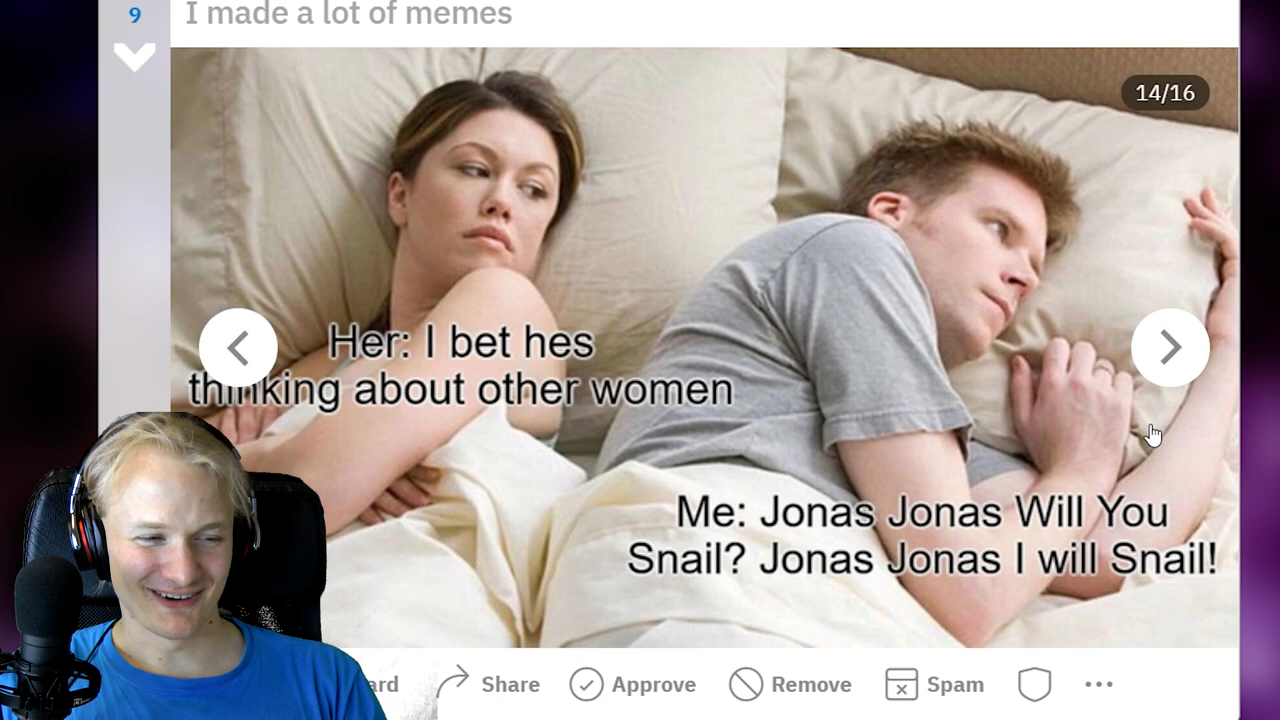 9
I made a lot of memes
14/16
Her: I bet hes
thinking about other women
Me: Jonas Jonas Will You
Snail? Jonas Jonas I will Snail!
ard
Share
Approve
Remove
Spam